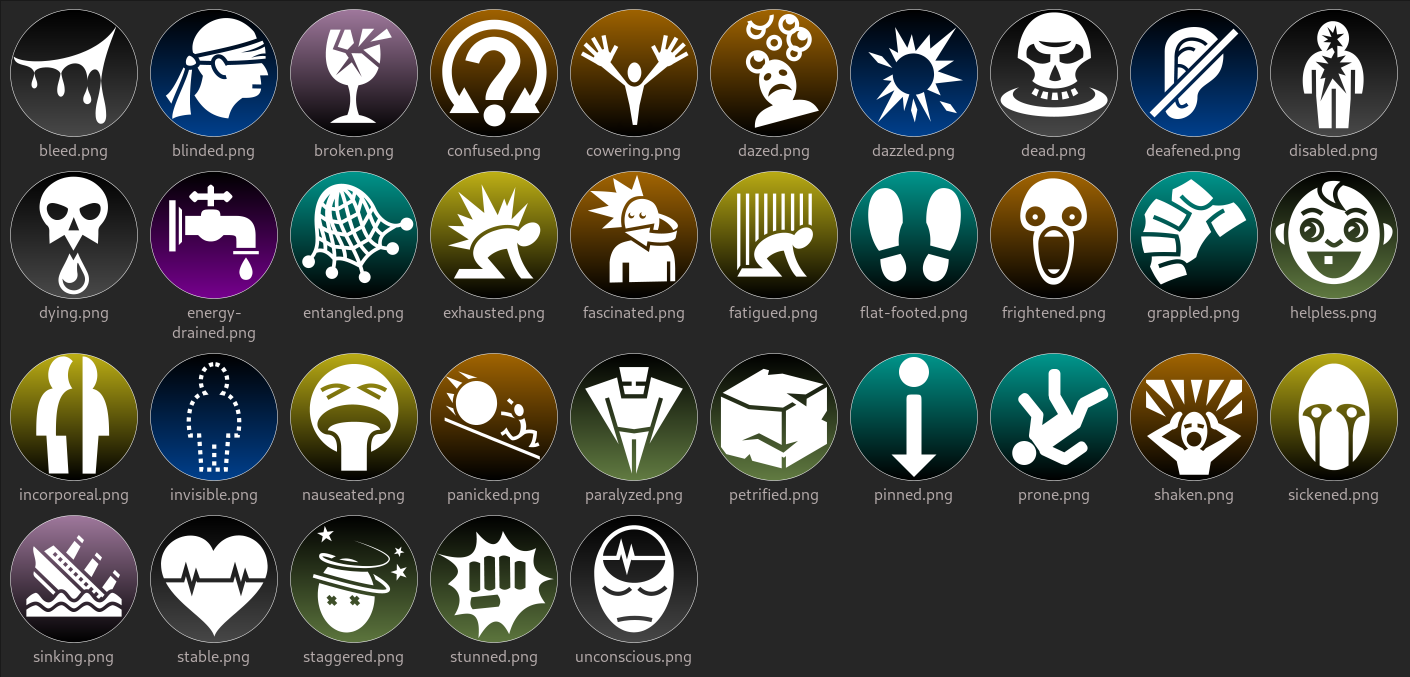 bleed.png
blinded.png
broken.png
confused.png
cowering.png
dazed.png
dazzled.png
dead.png
deafened.png
disabled.png
dying.png
energy-
drained.png
entangled.png
exhausted.png
fascinated.png
fatigued.png
flat-footed.png
frightened.png
grappled.png
helpless.png
incorporeal.png
invisible.png
nauseated.png
panicked.png
paralyzed.png
petrified.png
pinned.png
prone.png
shaken.png
sickened.png
sinking.png
stable.png
staggered.png
stunned.png
unconscious.png